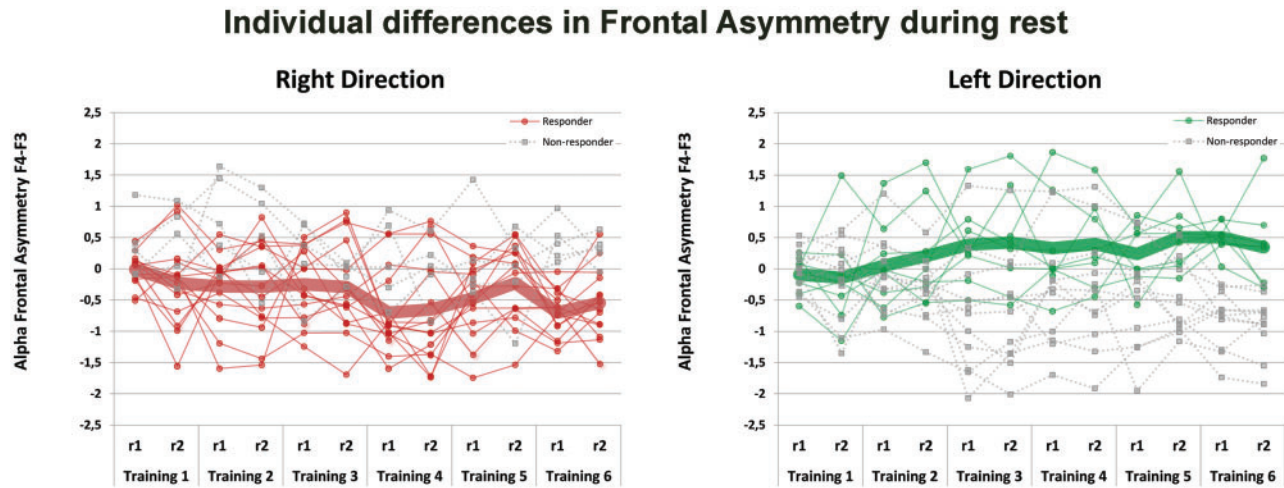 Individual differences in Frontal Asymmetry during rest
Right Direction
Alpha Frontal Asymmetry F4-F3
2,5
2
1,5
1
0,5
0
-0,5
-1
-1,5
-2
-2,5
Responder
Non-responder
r1 r2 r1 r2 r1 r2 r1 r2 r1 r2 r1 r2
Training 1 Training 2 Training 3 Training 4 Training 5 Training 6
Left Direction
Alpha Frontal Asymmetry F4-F3
2,5
2
1,5
1
0,5
0
-0,5
-1
-1,5
-2
-2,5
Responder
Non-responder
r1 r2 r1 r2 r1 r2 r1 r2 r1 r2 r1 r2
Training 1 Training 2 Training 3 Training 4 Training 5 Training 6